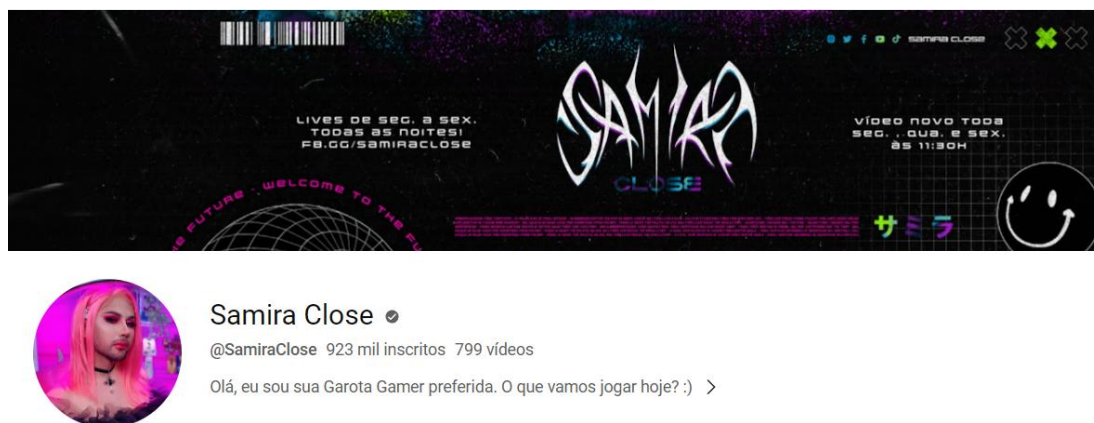 SAMIRA CLOSE
LIVES DE SEG. A SEX.
TODAS AS NOITES!
FB.GG/SAMIRACLOSE
SAMIRA
CLOSE
VÍDEO NOVO TODA
SEG., QUA. E SEX.
ÀS 11:30H
THE FUTURE · WELCOME TO THE FU
サミラ
Samira Close
@SamiraClose 923 mil inscritos 799 vídeos
Olá, eu sou sua Garota Gamer preferida. O que vamos jogar hoje? :)